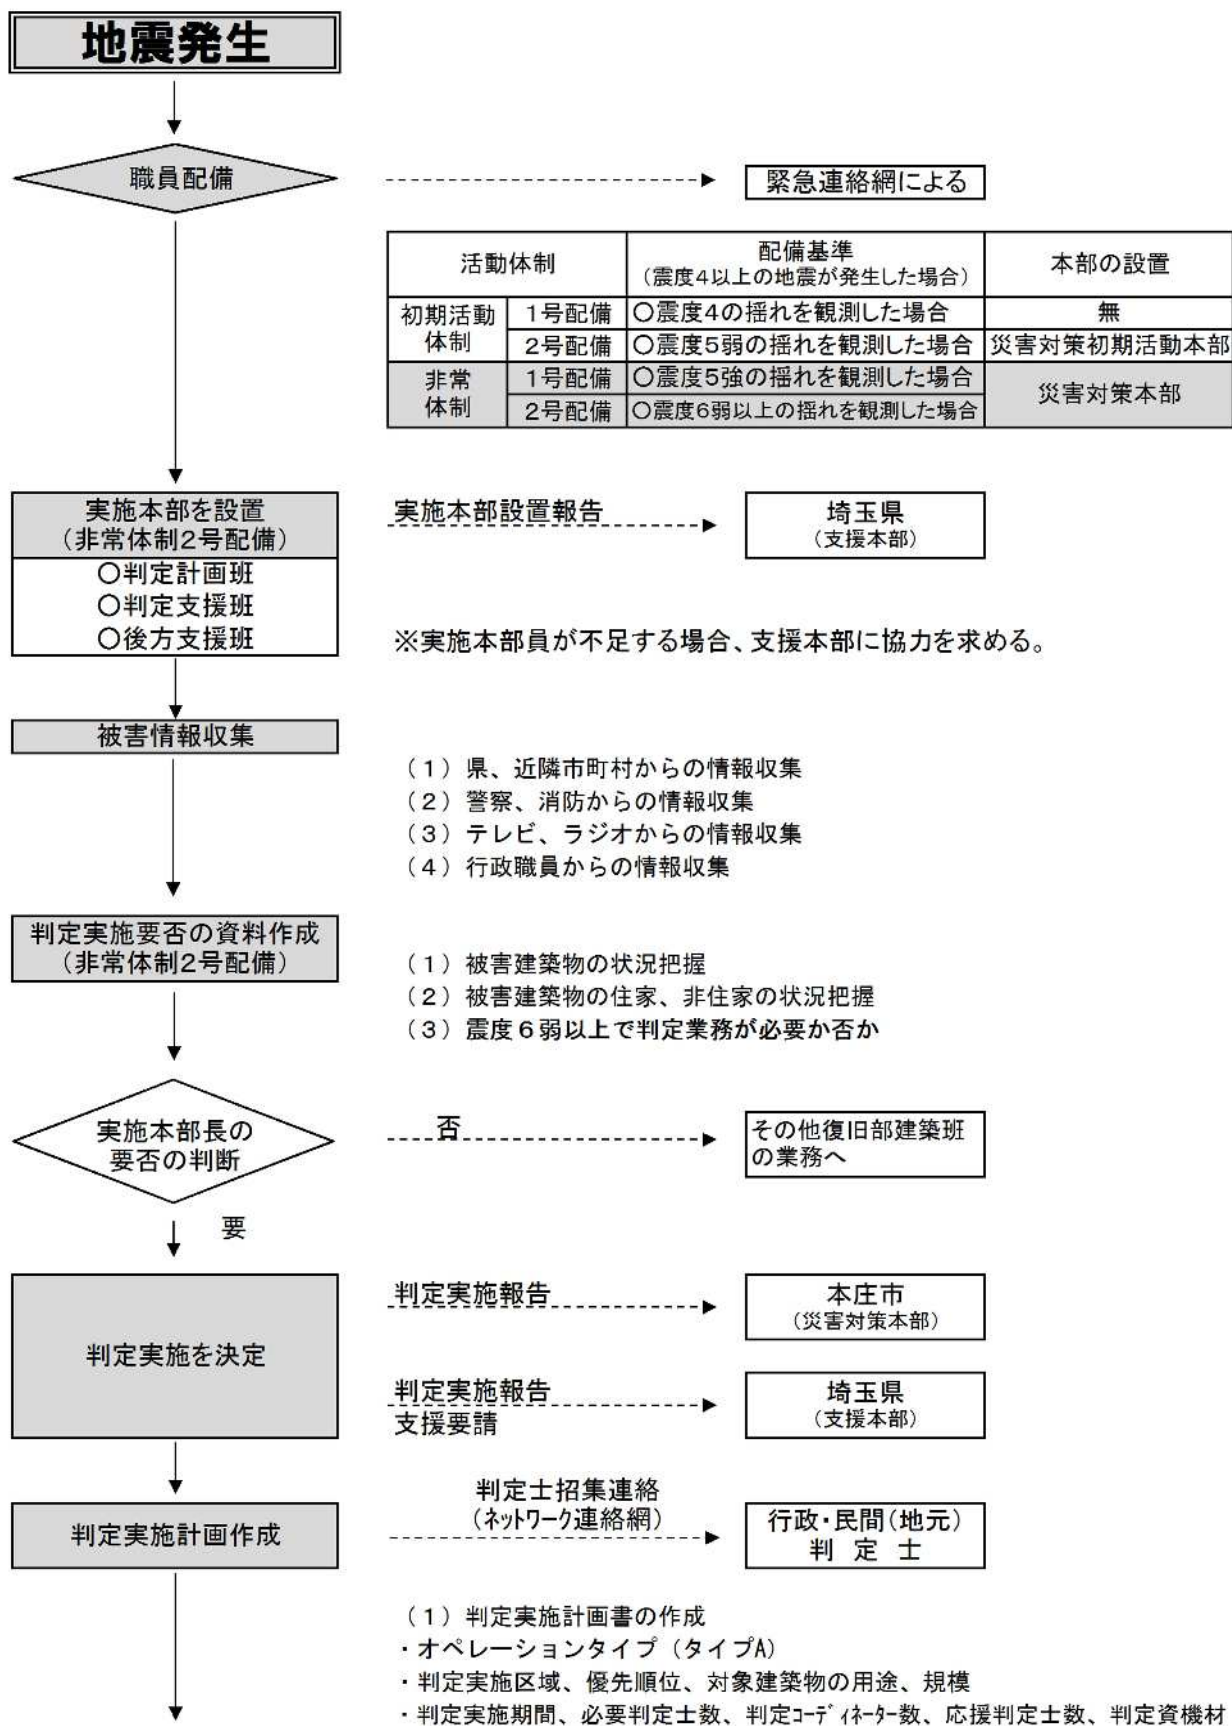 地震発生
職員配備
緊急連絡網による
活動体制
配備基準
(震度4以上の地震が発生した場合)
本部の設置
初期活動
体制
1号配備
〇震度4の揺れを観測した場合
無
2号配備
〇震度5弱の揺れを観測した場合
災害対策初期活動本部
非常
体制
1号配備
〇震度5強の揺れを観測した場合
災害対策本部
2号配備
〇震度6弱以上の揺れを観測した場合
実施本部を設置
(非常体制2号配備)
〇判定計画班
〇判定支援班
〇後方支援班
実施本部設置報告
埼玉県
(支援本部)
※実施本部員が不足する場合、支援本部に協力を求める。
被害情報収集
(1)県、近隣市町村からの情報収集
(2)警察、消防からの情報収集
(3)テレビ、ラジオからの情報収集
(4)行政職員からの情報収集
判定実施要否の資料作成
(非常体制2号配備)
(1)被害建築物の状況把握
(2)被害建築物の住家、非住家の状況把握
(3)震度6弱以上で判定業務が必要か否か
実施本部長の
要否の判断
否
その他復旧部建築班
の業務へ
要
判定実施を決定
判定実施報告
本庄市
(災害対策本部)
判定実施報告
支援要請
埼玉県
(支援本部)
判定実施計画作成
判定士招集連絡
(ネットワーク連絡網)
行政・民間(地元)
判 定 士
(1)判定実施計画書の作成
・オペレーションタイプ(タイプA)
・判定実施区域、優先順位、対象建築物の用途、規模
・判定実施期間、必要判定士数、判定コーディネーター数、応援判定士数、判定資機材